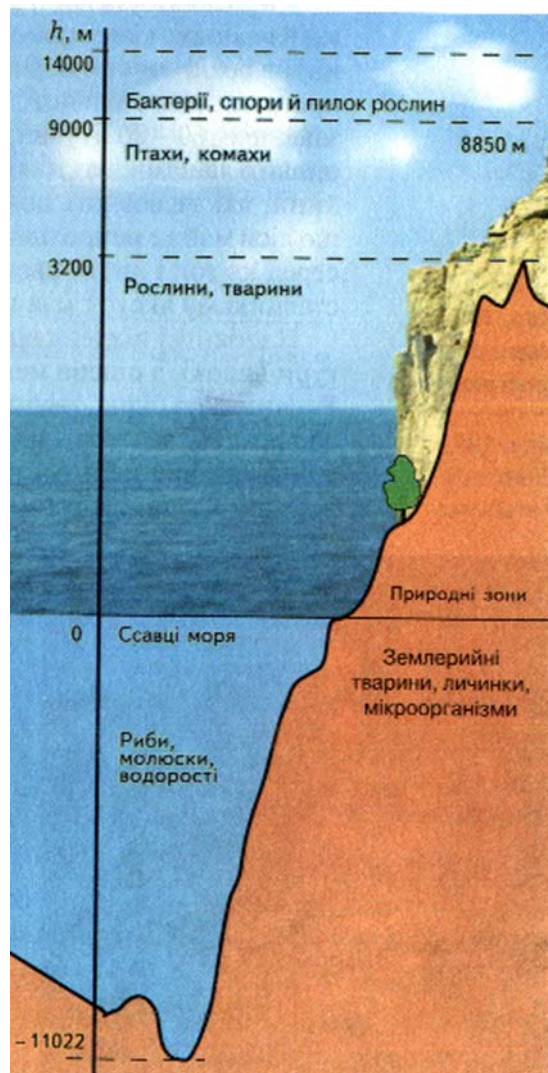 h, м
14000
Бактерії, спори й пилок рослин
9000
8850 м
Птахи, комахи
3200
Рослини, тварини
Природні зони
0
Ссавці моря
Землерийні
тварини, личинки,
мікроорганізми
Риби,
молюски,
водорості
– 11022